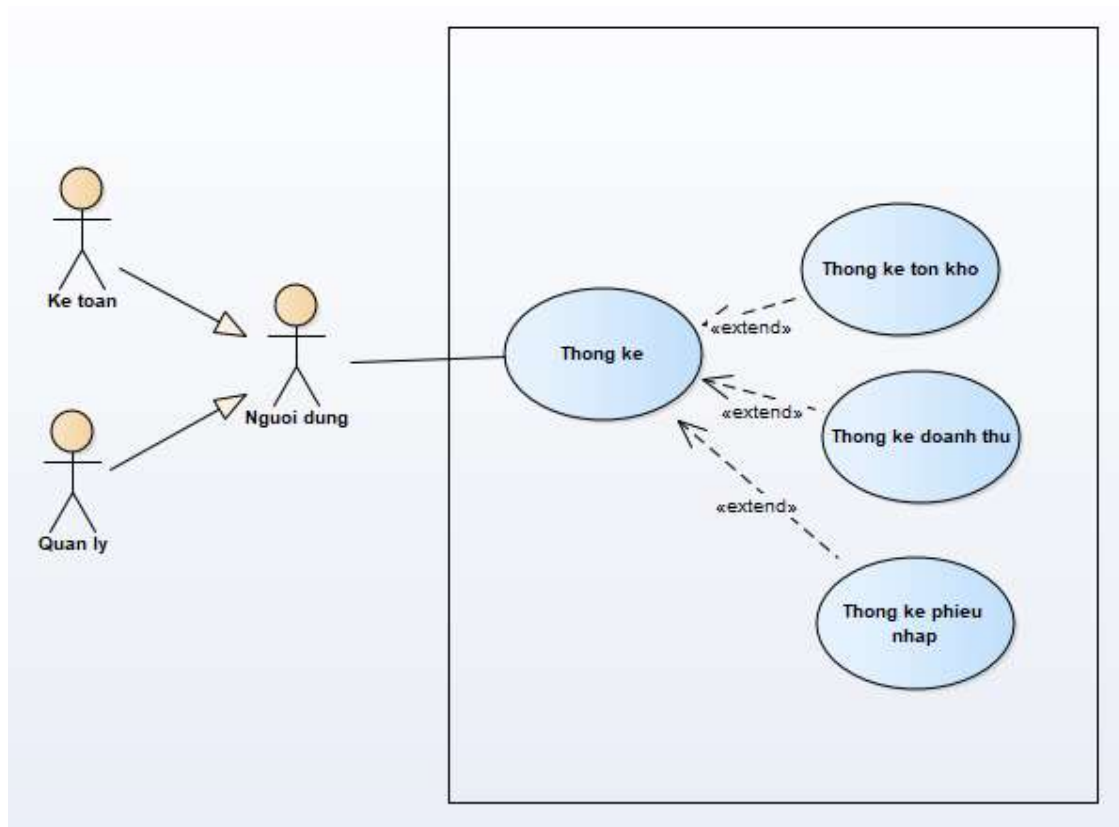 Ke toan
Nguoi dung
Quan ly
Thong ke
Thong ke ton kho
«extend»
Thong ke doanh thu
«extend»
Thong ke phieu
nhap
«extend»